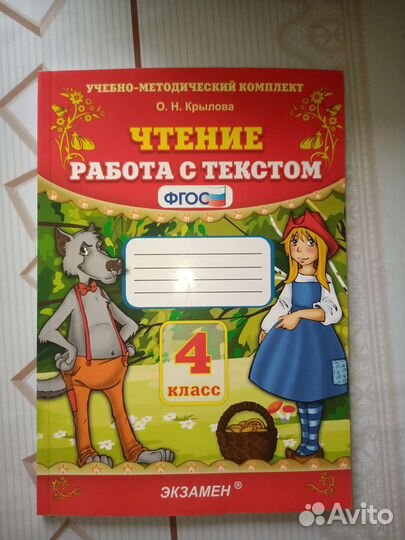 УЧЕБНО-МЕТОДИЧЕСКИЙ КОМПЛЕКТ
О. Н. Крылова
ЧТЕНИЕ
РАБОТА С ТЕКСТОМ
ФГОС
4
класс
ЭКЗАМЕН®
Avito